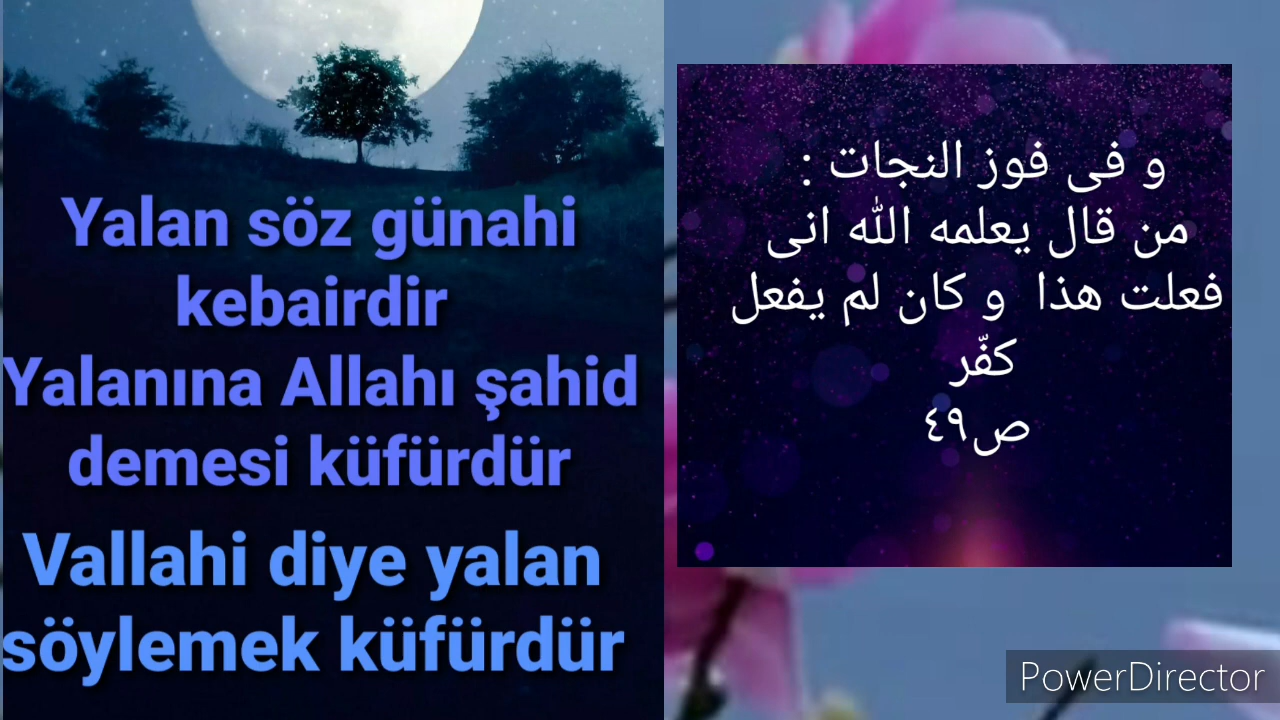 Yalan söz günahi
kebairdir
Yalanına Allahı şahid
demesi küfürdür
Vallahi diye yalan
söylemek küfürdür
و فى فوز النجات :
من قال يعلمه الله انى
فعلت هذا و كان لم يفعل
كفّر
ص٤٩
PowerDirector